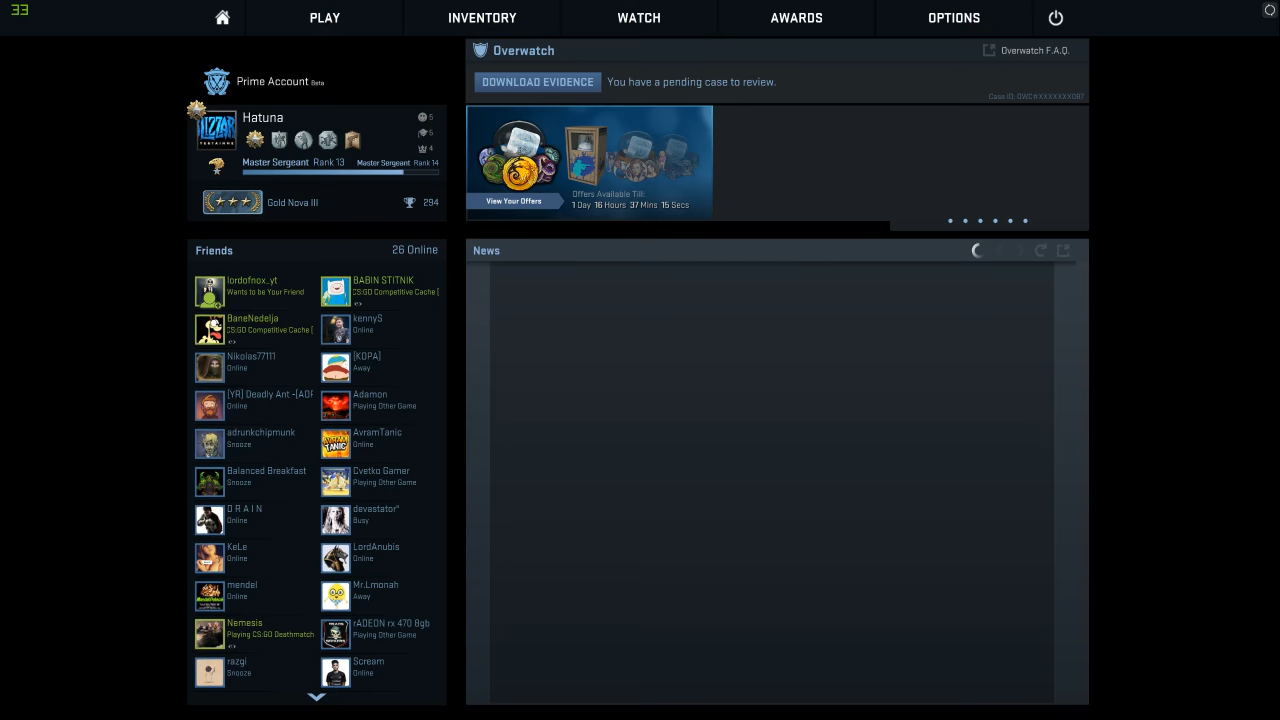 33
PLAY
INVENTORY
WATCH
AWARDS
OPTIONS
Overwatch
Overwatch F.A.Q.
Prime Account Beta
DOWNLOAD EVIDENCE
You have a pending case to review.
Hatuna
5
6
4
Master Sergeant Rank 13
Master Sergeant Rank 14
Gold Nova III
294
Offers Available Till:
View Your Offers
1 Day 16 Hours 37 Mins 15 Secs
Friends
26 Online
News
lordofnox_yt
Wants to be Your Friend
BABIN STITNIK
CS:GO Competitive Cache [
BaneNedelja
CS:GO Competitive Cache [
kennyS
Online
Nikolas77111
Online
[KOPA]
Away
[YR] Deadly Ant -[ADF
Online
Adamon
Playing Other Game
adrunkchipmunk
Snooze
AvramTanic
Online
Balanced Breakfast
Snooze
Cvetko Gamer
Playing Other Game
D R A I N
Online
devastator"
Busy
KeLe
Online
LordAnubis
Online
mendel
Online
Mr.Lmonah
Away
Nemesis
Playing CS:GO Deathmatch
rADEON rx 470 8gb
Playing Other Game
razgi
Snooze
Scream
Online